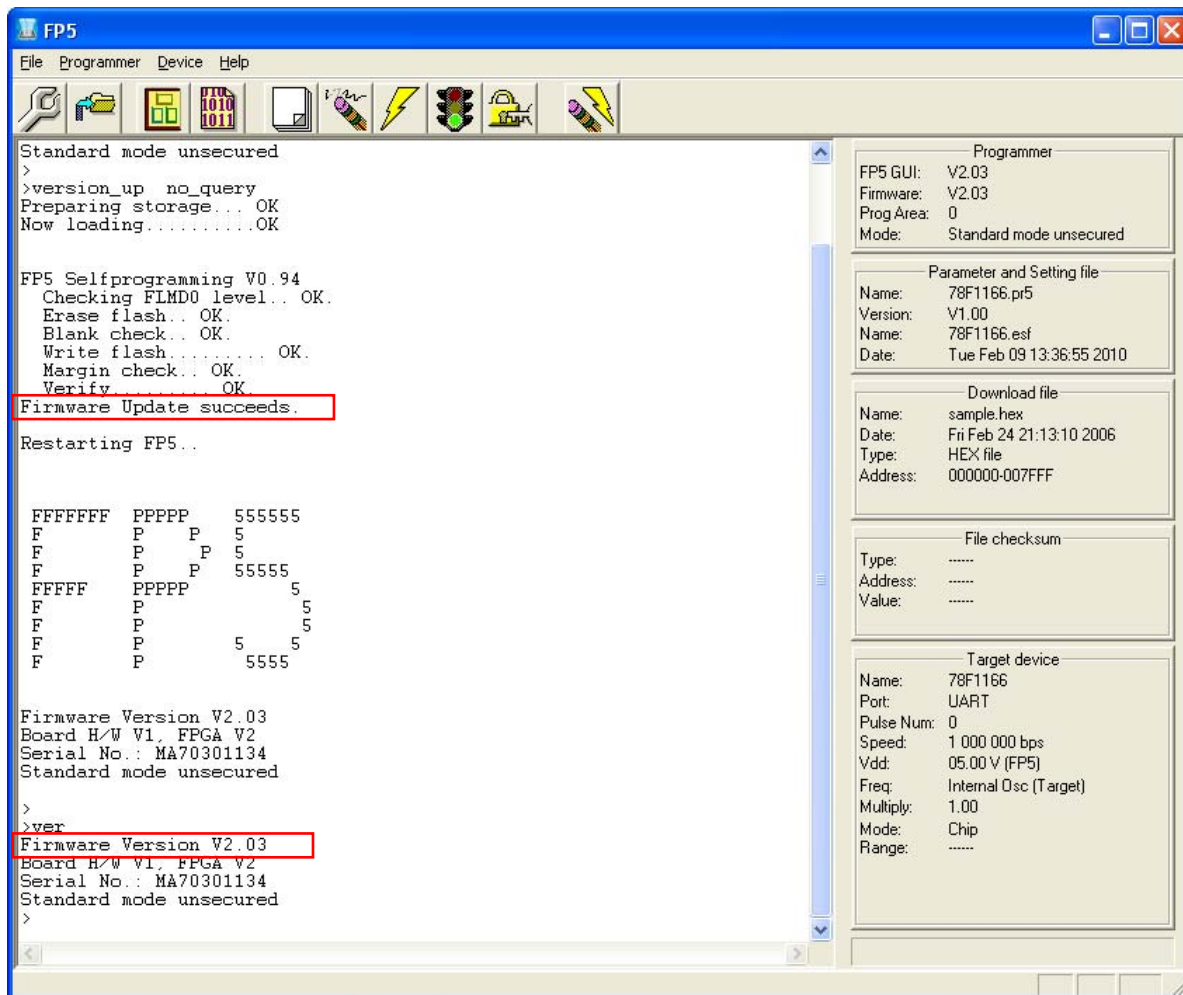 FP5
File Programmer Device Help
1010
1011
Standard mode unsecured
>
>version_up  no_query
Preparing storage... OK
Now loading..........OK
FP5 Selfprogramming V0.94
  Checking FLMD0 level.. OK.
  Erase flash.. OK.
  Blank check.. OK.
  Write flash......... OK.
  Margin check.. OK.
  Verify......... OK.
Firmware Update succeeds.
Restarting FP5..
 FFFFFFF  PPPPP    555555
 F        P    P   5
 F        P     P  5
 F        P    P   55555
 FFFFF    PPPPP         5
 F        P              5
 F        P              5
 F        P        5    5
 F        P         5555
Firmware Version V2.03
Board H/W V1, FPGA V2
Serial No.: MA70301134
Standard mode unsecured
>
>ver
Firmware Version V2.03
Board H/W V1, FPGA V2
Serial No.: MA70301134
Standard mode unsecured
>
Programmer
FP5 GUI: V2.03
Firmware: V2.03
Prog Area: 0
Mode: Standard mode unsecured
Parameter and Setting file
Name: 78F1166.pr5
Version: V1.00
Name: 78F1166.esf
Date: Tue Feb 09 13:36:55 2010
Download file
Name: sample.hex
Date: Fri Feb 24 21:13:10 2006
Type: HEX file
Address: 000000-007FFF
File checksum
Type: ------
Address: ------
Value: ------
Target device
Name: 78F1166
Port: UART
Pulse Num: 0
Speed: 1 000 000 bps
Vdd: 05.00 V (FP5)
Freq: Internal Osc (Target)
Multiply: 1.00
Mode: Chip
Range: ------